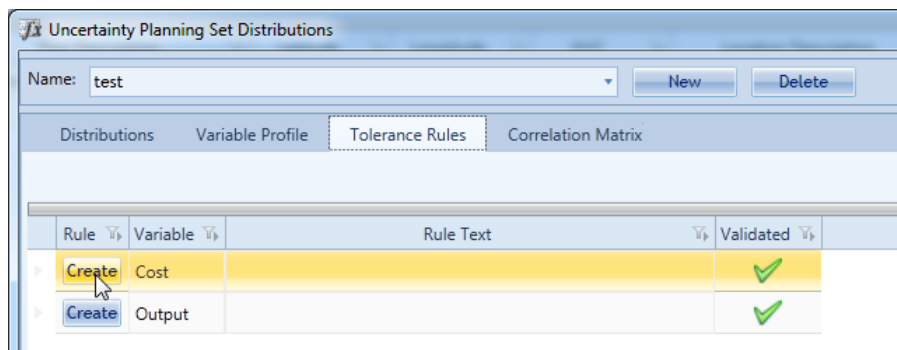 fx Uncertainty Planning Set Distributions
Name: test New Delete
Distributions Variable Profile Tolerance Rules Correlation Matrix
Rule Variable Rule Text Validated
Create Cost
Create Output